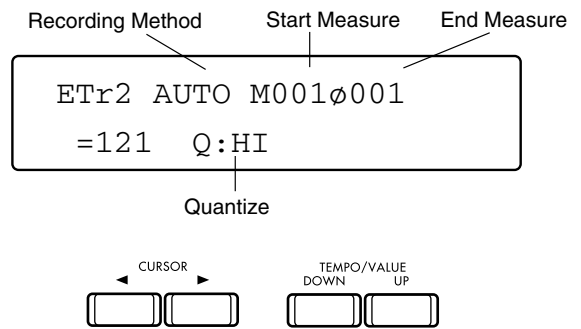 Recording Method Start Measure End Measure
ETr2 AUTO M001ø001
=121 Q:HI
Quantize
CURSOR TEMPO/VALUE
◄ ► DOWN UP